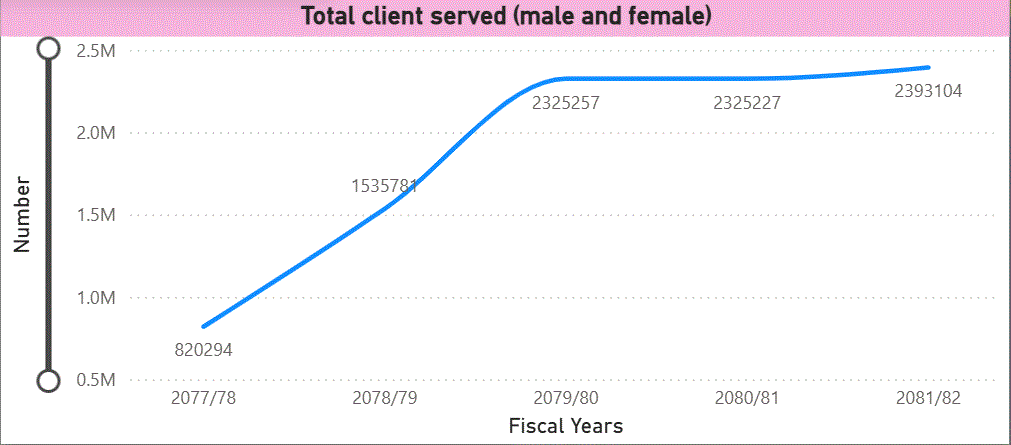 Total client served (male and female)
2.5M
2393104
2325257
2325227
2.0M
1535781
1.5M
Number
1.0M
820294
0.5M
2077/78
2078/79
2079/80
2080/81
2081/82
Fiscal Years